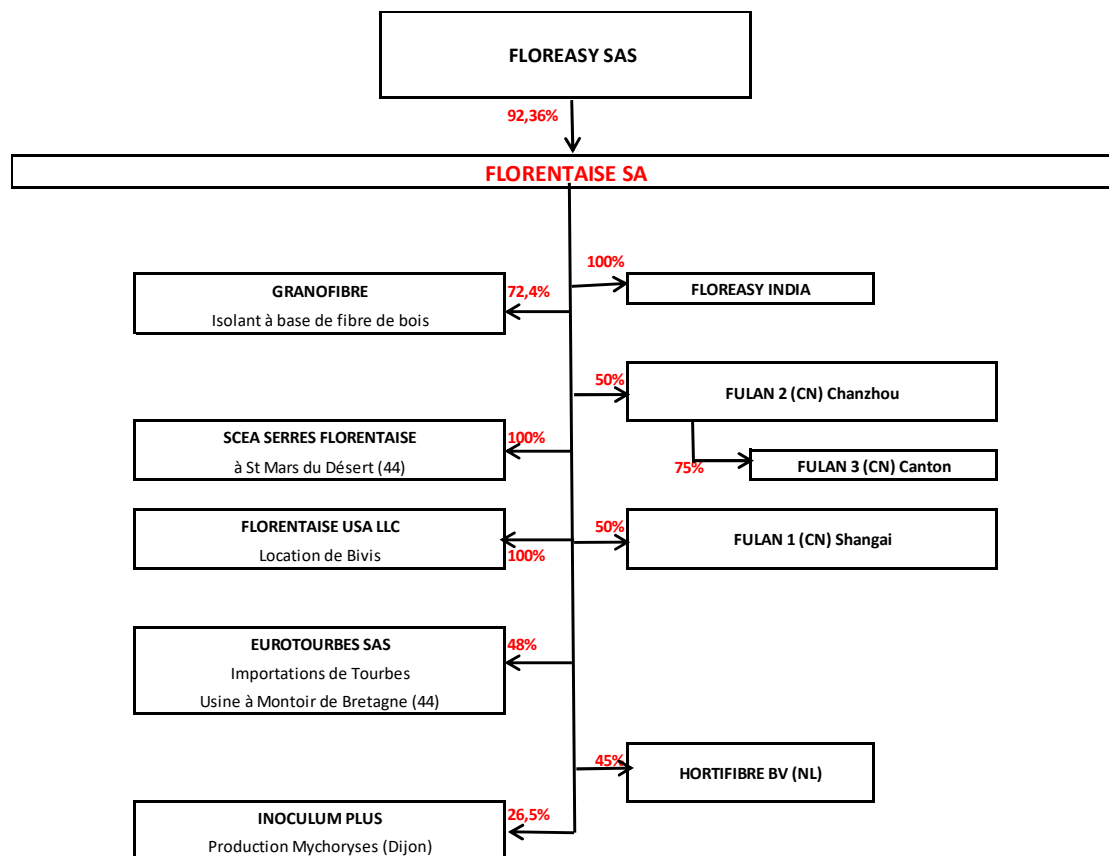 FLOREASY SAS
92,36%
FLORENTAISE SA
100%
GRANOFIBRE
72,4%
FLOREASY INDIA
Isolant à base de fibre de bois
50%
FULAN 2 (CN) Chanzhou
SCEA SERRES FLORENTAISE
100%
à St Mars du Désert (44)
75%
FULAN 3 (CN) Canton
FLORENTAISE USA LLC
50%
Location de Bivis
100%
FULAN 1 (CN) Shangai
EUROTOURBES SAS
48%
Importations de Tourbes
Usine à Montoir de Bretagne (44)
45%
HORTIFIBRE BV (NL)
INOCULUM PLUS
26,5%
Production Mychoryses (Dijon)